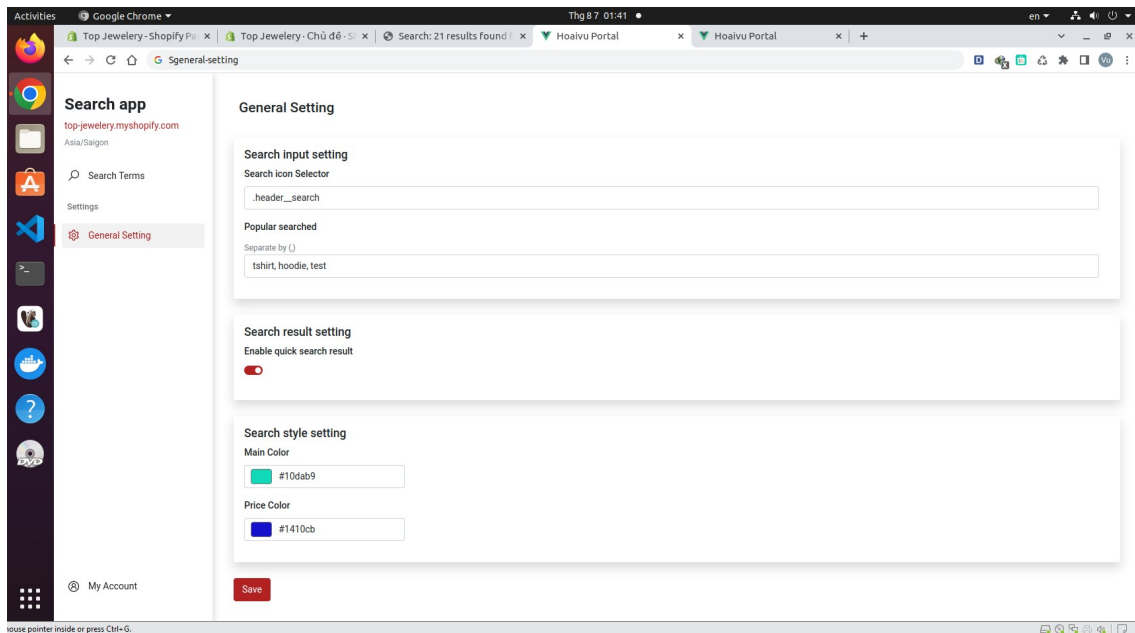 Activities
Google Chrome
Thg 8 7 01:41
en
Top Jewelery - Shopify Pa
Top Jewelery · Chủ đề · S
Search: 21 results found f
Hoaivu Portal
Hoaivu Portal
Sgeneral-setting
Vu
Search app
top-jewelery.myshopify.com
Asia/Saigon
Search Terms
Settings
General Setting
My Account
General Setting
Search input setting
Search icon Selector
.header__search
Popular searched
Separate by (,)
tshirt, hoodie, test
Search result setting
Enable quick search result
Search style setting
Main Color
#10dab9
Price Color
#1410cb
Save
DVD
nouse pointer inside or press Ctrl+G.